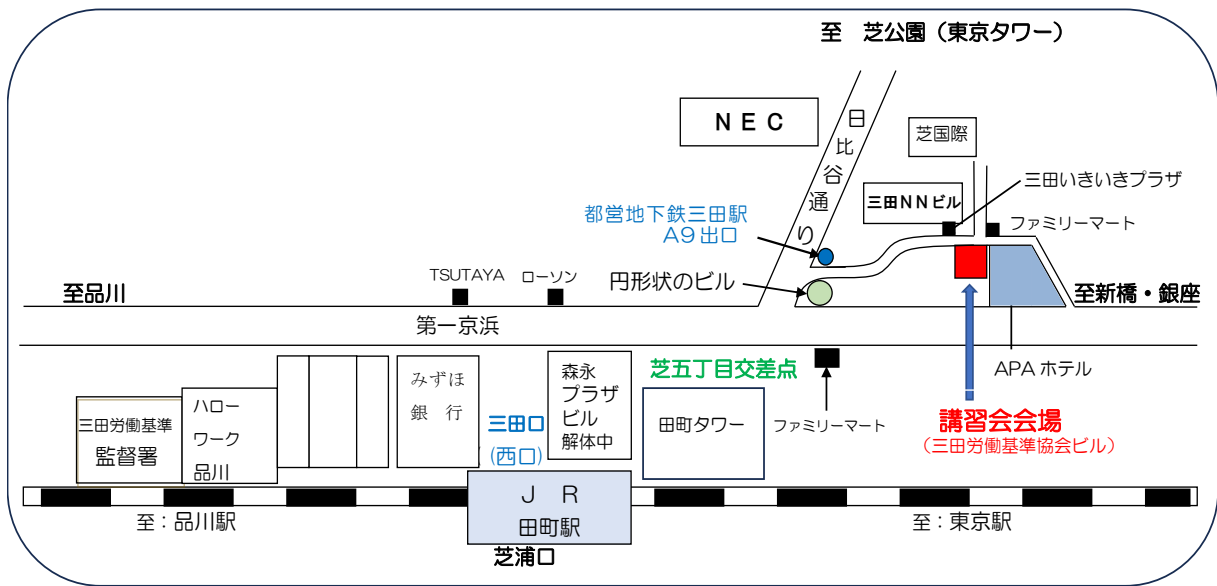 至　芝公園（東京タワー）
ＮＥＣ
日比谷通り
芝国際
三田いきいきプラザ
三田ＮＮビル
ファミリーマート
都営地下鉄三田駅
A９出口
TSUTAYA
ローソン
円形状のビル
至品川
至新橋・銀座
第一京浜
APAホテル
芝五丁目交差点
みずほ
銀　行
森永
プラザ
ビル
解体中
三田口
(西口)
田町タワー
ファミリーマート
講習会会場
（三田労働基準協会ビル）
三田労働基準
監督署
ハロー
ワーク
品川
Ｊ　Ｒ
田町駅
至：品川駅
至：東京駅
芝浦口